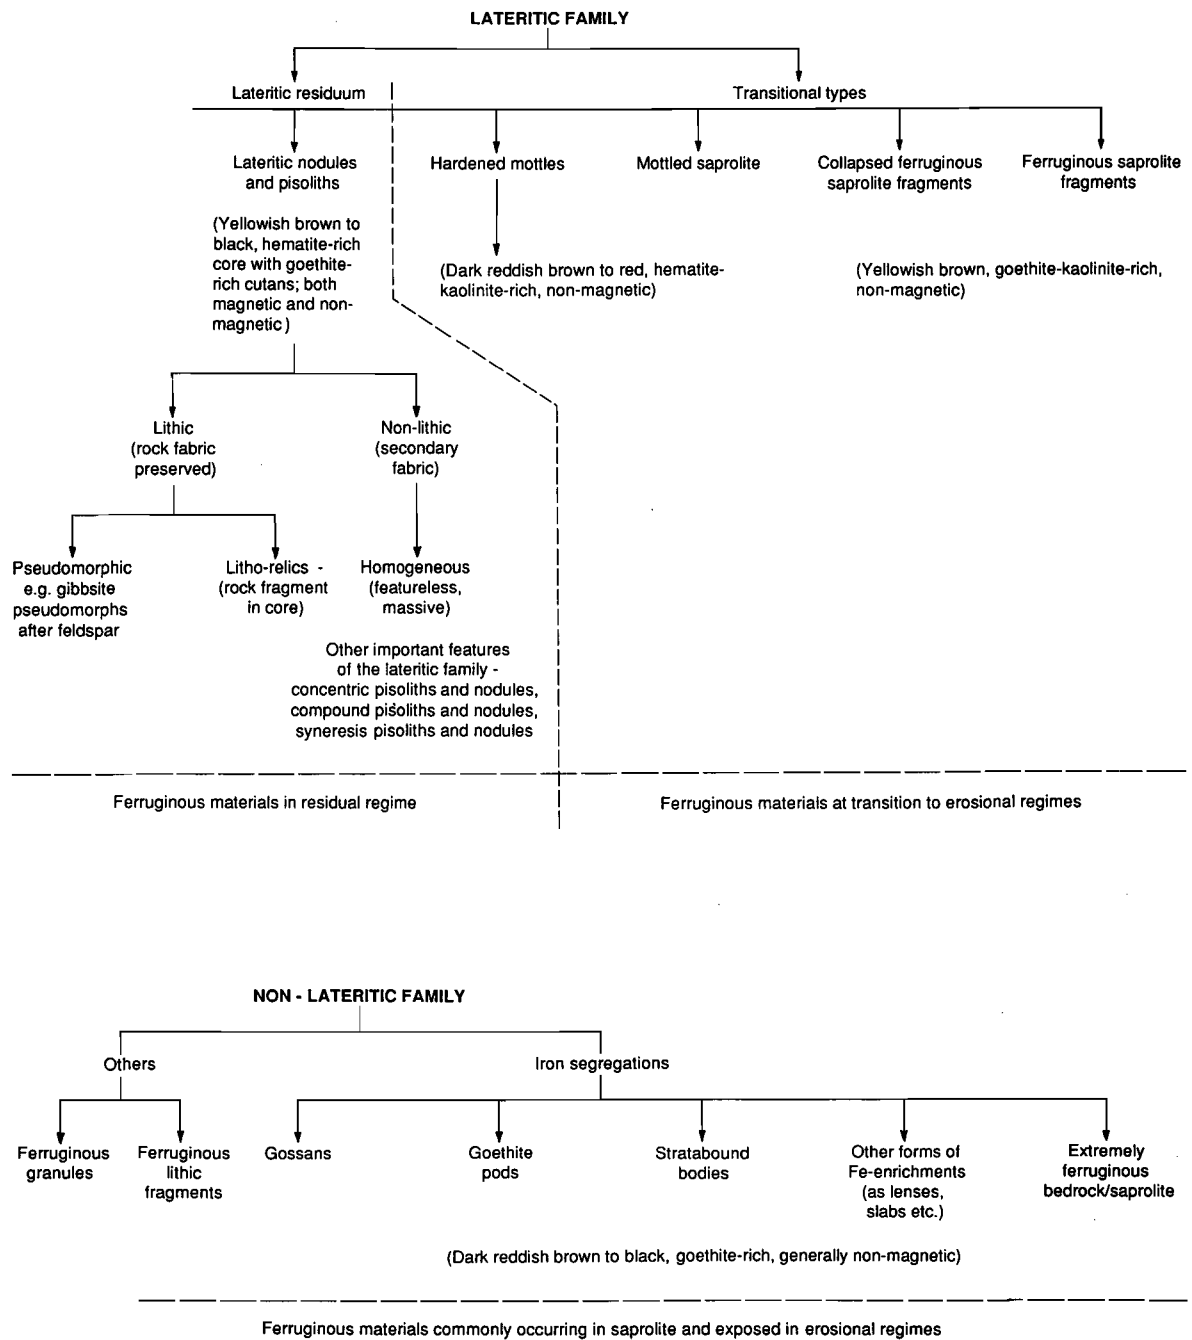 LATERITIC FAMILY
Lateritic residuum
Transitional types
Lateritic nodules
and pisoliths
Hardened mottles
Mottled saprolite
Collapsed ferruginous
saprolite fragments
Ferruginous saprolite
fragments
(Yellowish brown to
black, hematite-rich
core with goethite-
rich cutans; both
magnetic and non-
magnetic)
(Dark reddish brown to red, hematite-
kaolinite-rich, non-magnetic)
(Yellowish brown, goethite-kaolinite-rich,
non-magnetic)
Lithic
(rock fabric
preserved)
Non-lithic
(secondary
fabric)
Pseudomorphic
e.g. gibbsite
pseudomorphs
after feldspar
Litho-relics -
(rock fragment
in core)
Homogeneous
(featureless,
massive)
Other important features
of the lateritic family -
concentric pisoliths and nodules,
compound pisoliths and nodules,
syneresis pisoliths and nodules
Ferruginous materials in residual regime
Ferruginous materials at transition to erosional regimes
NON - LATERITIC FAMILY
Others
Iron segregations
Ferruginous
granules
Ferruginous
lithic
fragments
Gossans
Goethite
pods
Stratabound
bodies
Other forms of
Fe-enrichments
(as lenses,
slabs etc.)
Extremely
ferruginous
bedrock/saprolite
(Dark reddish brown to black, goethite-rich, generally non-magnetic)
Ferruginous materials commonly occurring in saprolite and exposed in erosional regimes